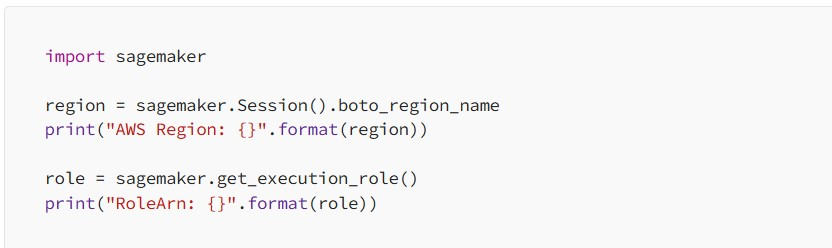 import sagemaker
region = sagemaker.Session().boto_region_name
print("AWS Region: {}".format(region))
role = sagemaker.get_execution_role()
print("RoleArn: {}".format(role))